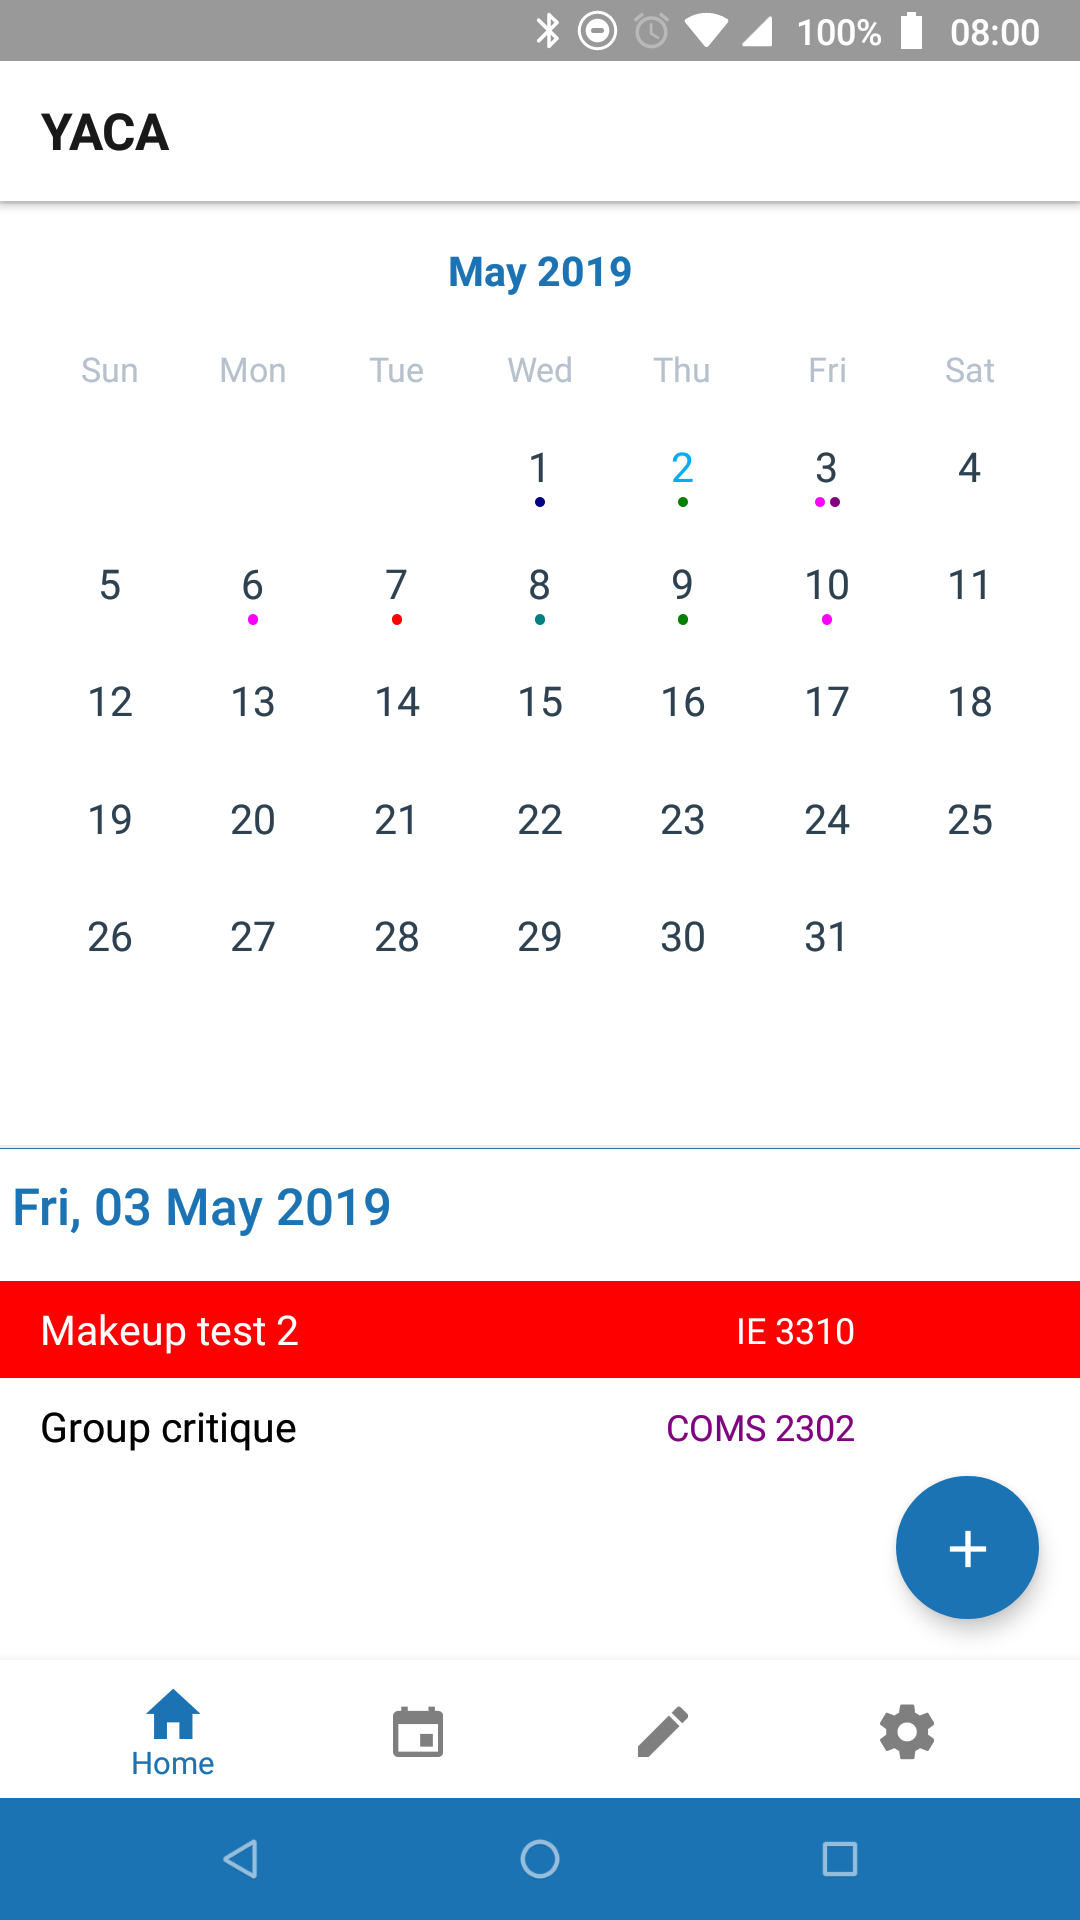 100% 08:00
YACA
May 2019
Sun Mon Tue Wed Thu Fri Sat
1 2 3 4
5 6 7 8 9 10 11
12 13 14 15 16 17 18
19 20 21 22 23 24 25
26 27 28 29 30 31
Fri, 03 May 2019
Makeup test 2 IE 3310
Group critique COMS 2302
+
Home